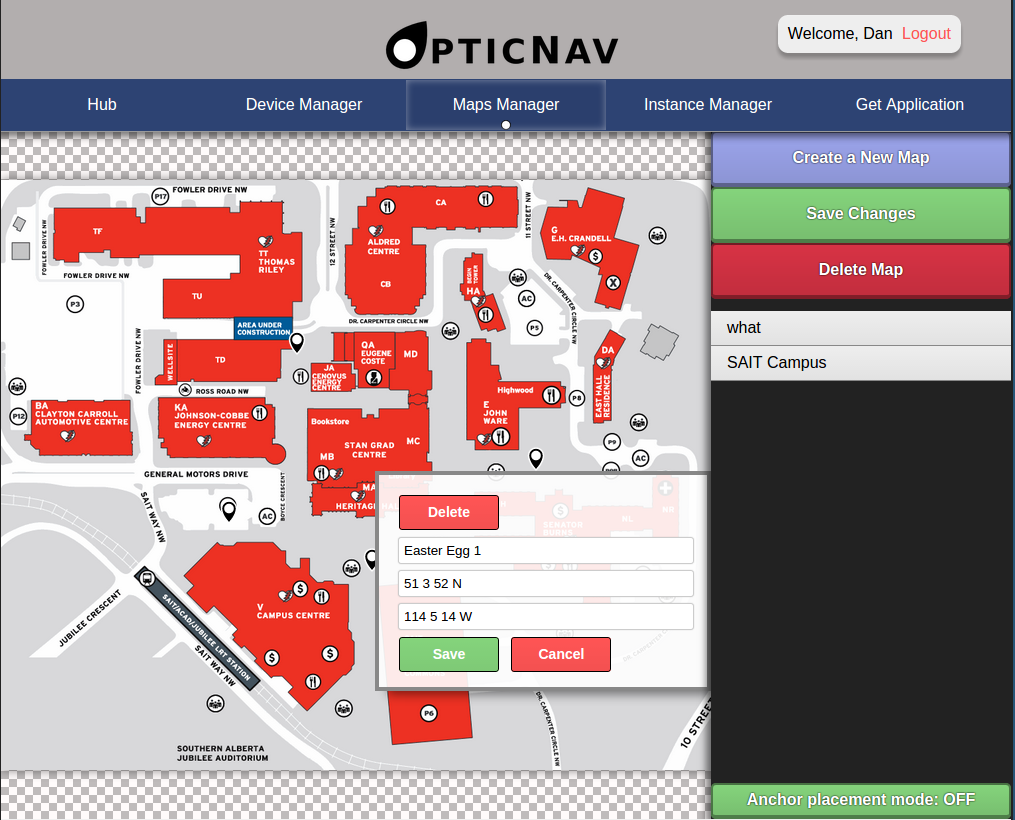 OPTICNAV
Welcome, Dan Logout
Hub
Device Manager
Maps Manager
Instance Manager
Get Application
Create a New Map
Save Changes
Delete Map
what
SAIT Campus
Anchor placement mode: OFF
FOWLER DRIVE NW
P17
TF
FOWLER DRIVE NW
TT
THOMAS
RILEY
FOWLER DRIVE NW
TU
P3
AREA UNDER
CONSTRUCTION
12 STREET NW
CA
ALDRED
CENTRE
CB
DR. CARPENTER CIRCLE NW
11 STREET NW
G
E.H. CRANDELL
$
X
BEGIN
TOWER
HA
AC
P5
DR. CARPENTER CIRCLE NW
FOWLER DRIVE NW
WELLSITE
TD
ROSS ROAD NW
QA
EUGENE
COSTE
MD
JA
CENOVUS
ENERGY
CENTRE
DA
EAST HALL
RESIDENCE
Highwood
E
JOHN
WARE
P8
P12
BA
CLAYTON CARROLL
AUTOMOTIVE CENTRE
KA
JOHNSON-COBBE
ENERGY CENTRE
Bookstore
STAN GRAD
CENTRE
MC
MB
MA
HERITAGE HALL
P9
AC
GENERAL MOTORS DRIVE
BOYCE CRESCENT
AC
SAIT WAY NW
NB
NL
SENATOR
BURNS
$
Delete
Easter Egg 1
51 3 52 N
114 5 14 W
Save
Cancel
V
CAMPUS CENTRE
$
$
$
JUBILEE CRESCENT
SAIT/ACAD/JUBILEE LRT STATION
SAIT WAY NW
P6
DR. CARPENTER CIRCLE NW
10 STREET
SOUTHERN ALBERTA
JUBILEE AUDITORIUM